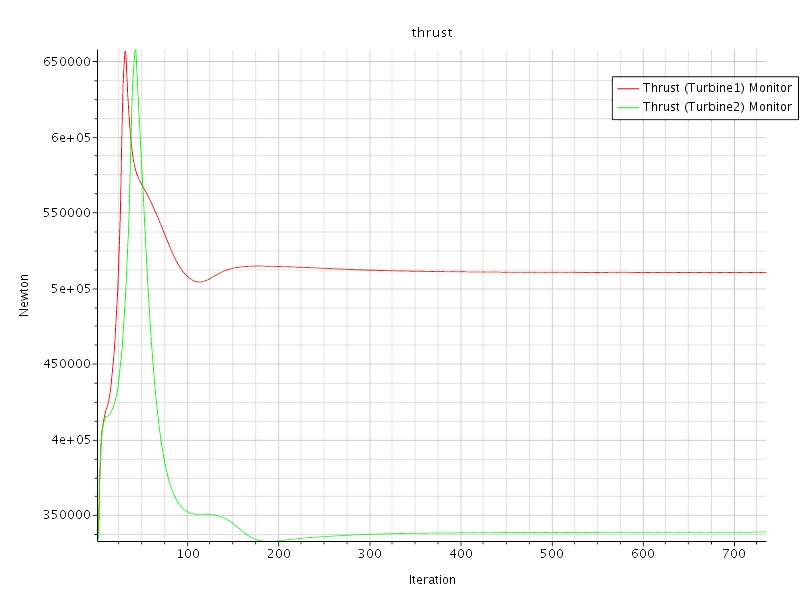 thrust
650000
6e+05
550000
5e+05
450000
4e+05
350000
Newton
Thrust (Turbine1) Monitor
Thrust (Turbine2) Monitor
100 200 300 400 500 600 700
Iteration